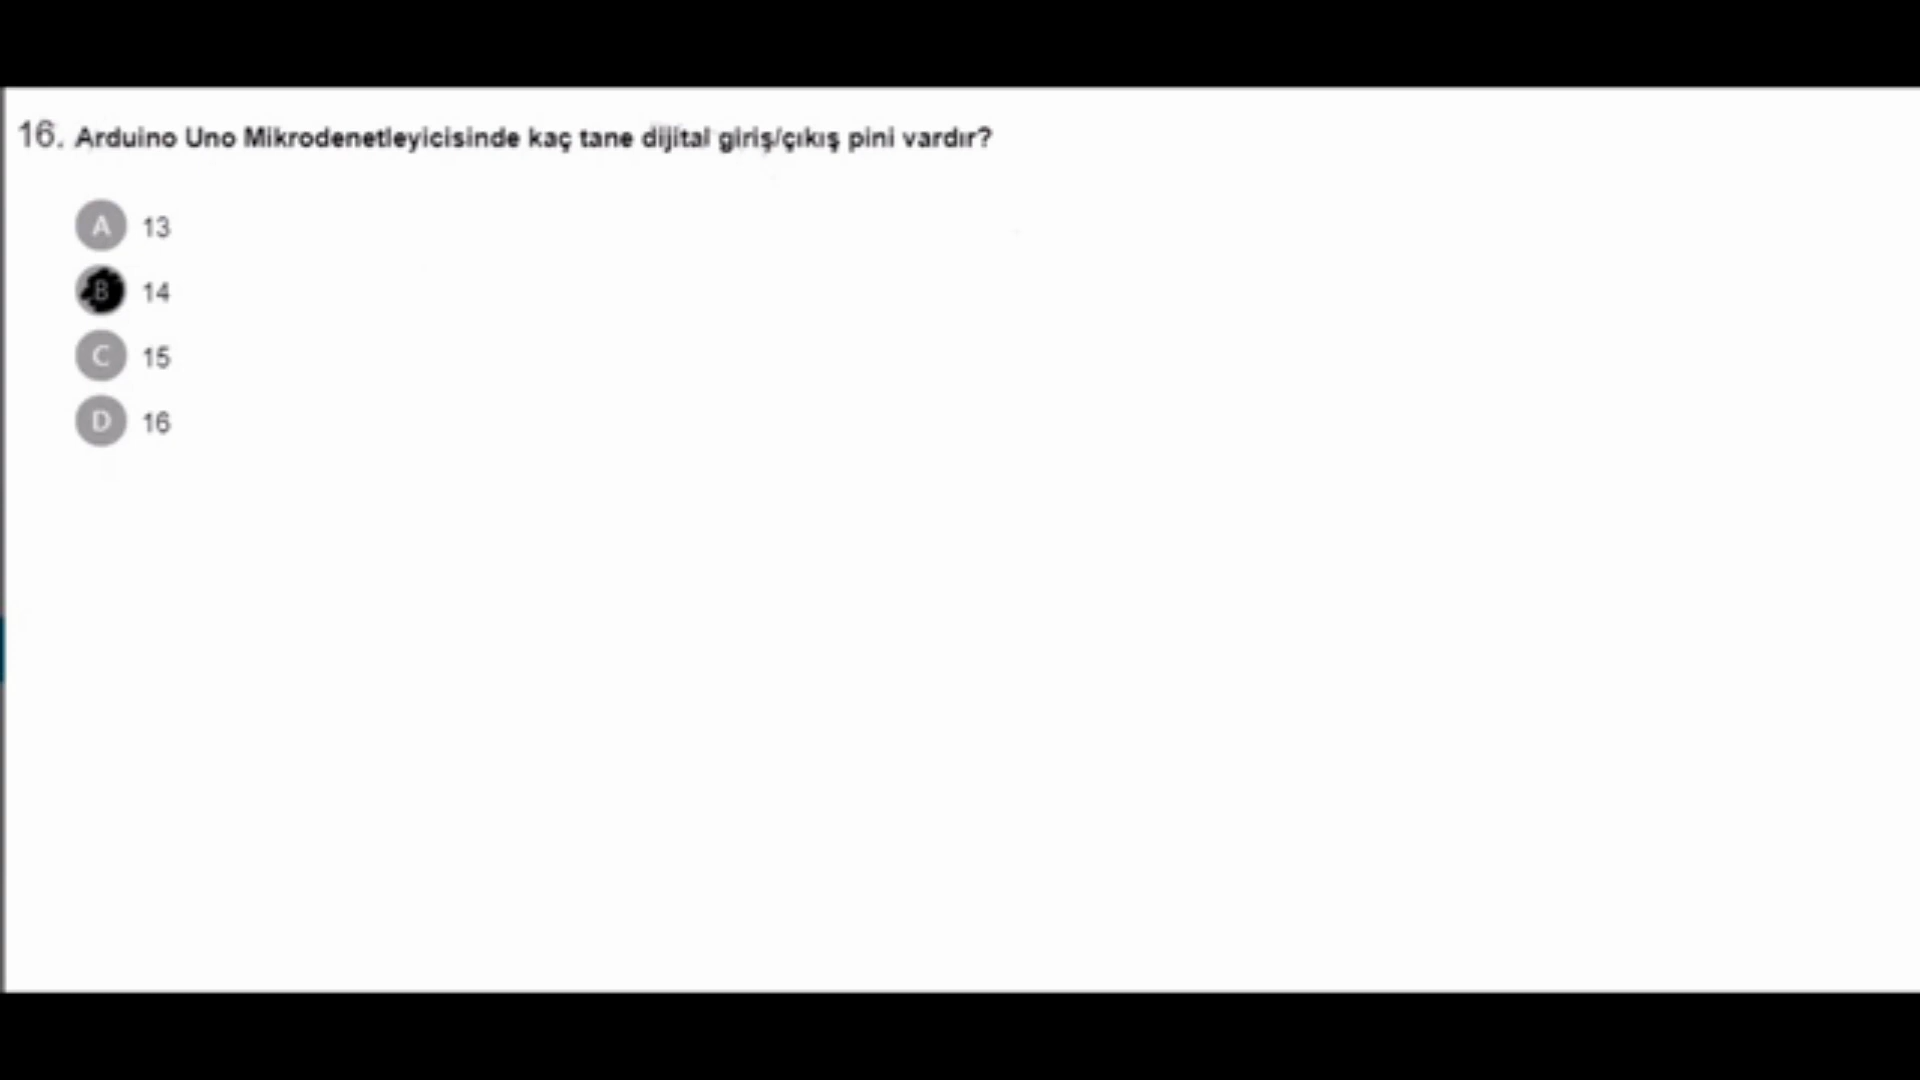 16. Arduino Uno Mikrodenetleyicisinde kaç tane dijital giriş/çıkış pini vardır?
A 13
B 14
C 15
D 16